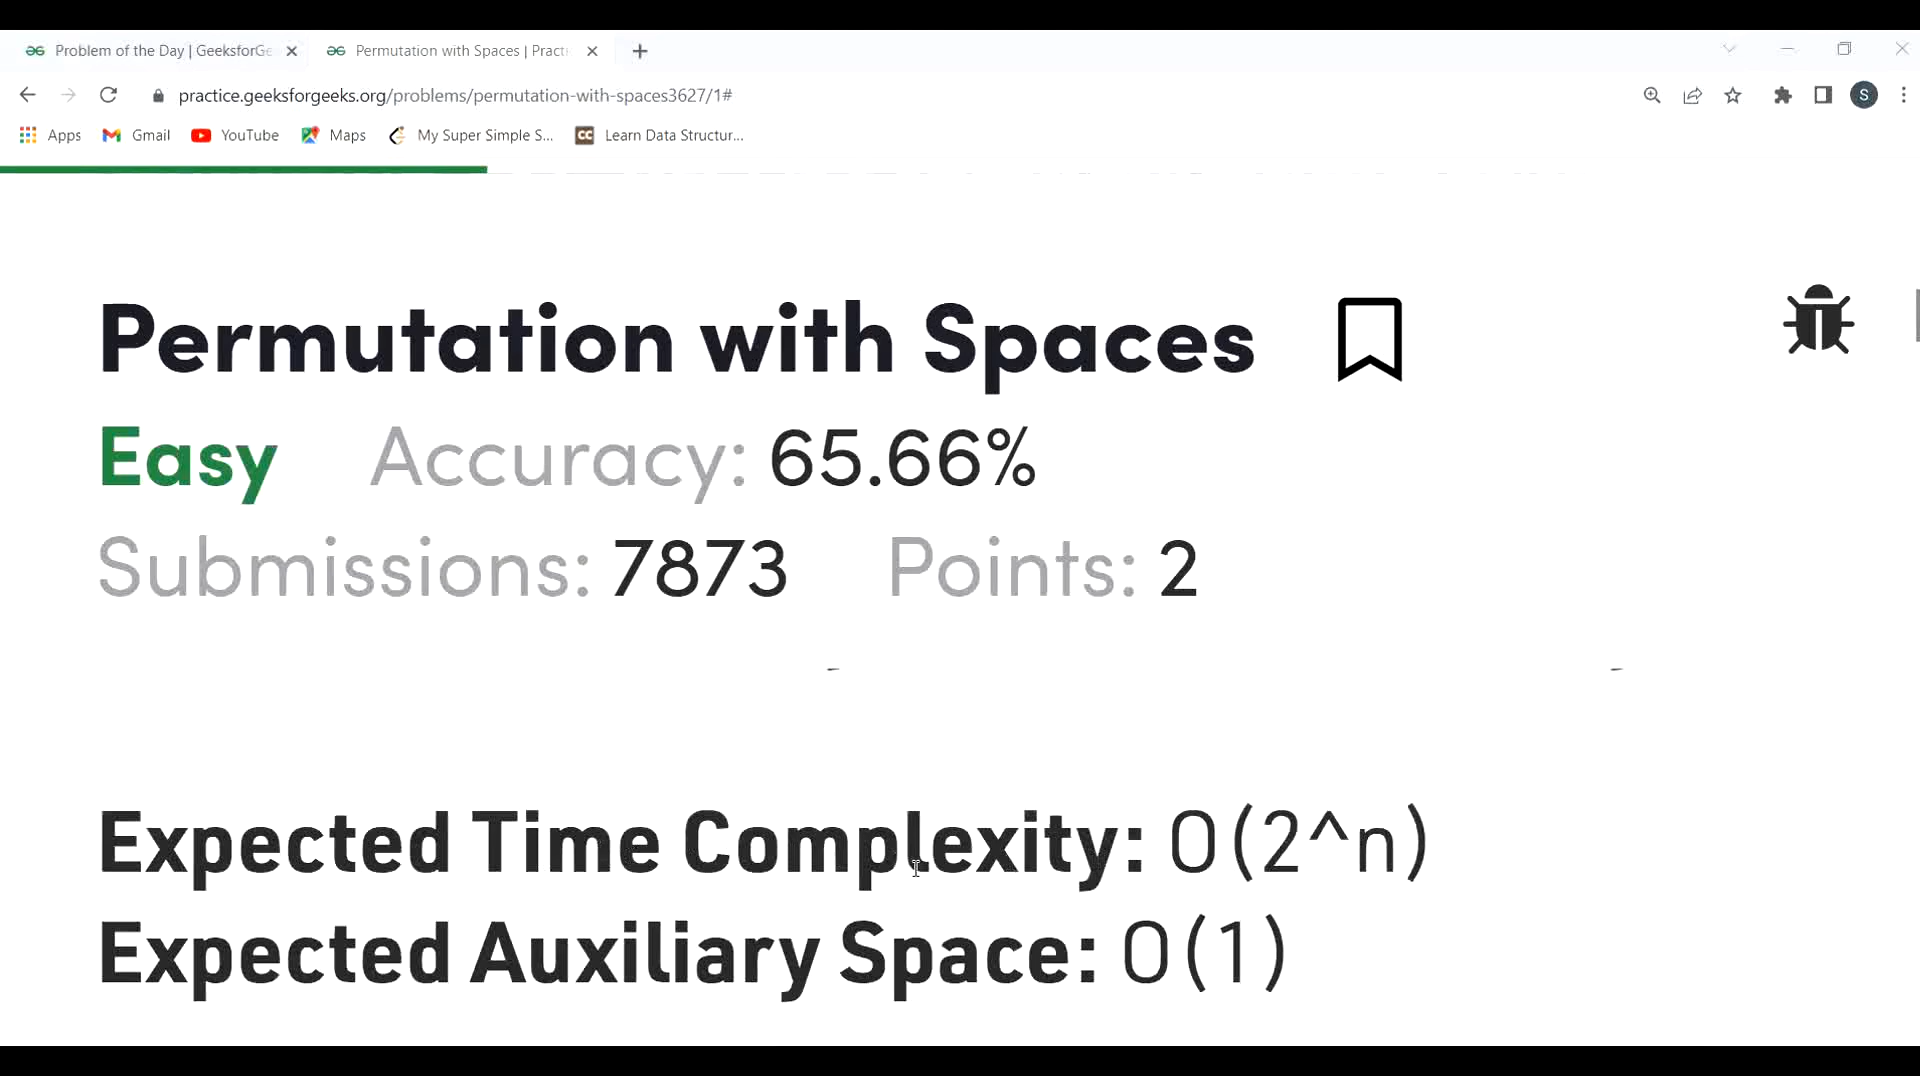 Problem of the Day | GeeksforGe
Permutation with Spaces | Practi
practice.geeksforgeeks.org/problems/permutation-with-spaces3627/1#
S
Apps
Gmail
YouTube
Maps
My Super Simple S...
CC
Learn Data Structur...
Permutation with Spaces
Easy Accuracy: 65.66%
Submissions: 7873 Points: 2
Expected Time Complexity: O(2^n)
Expected Auxiliary Space: O(1)